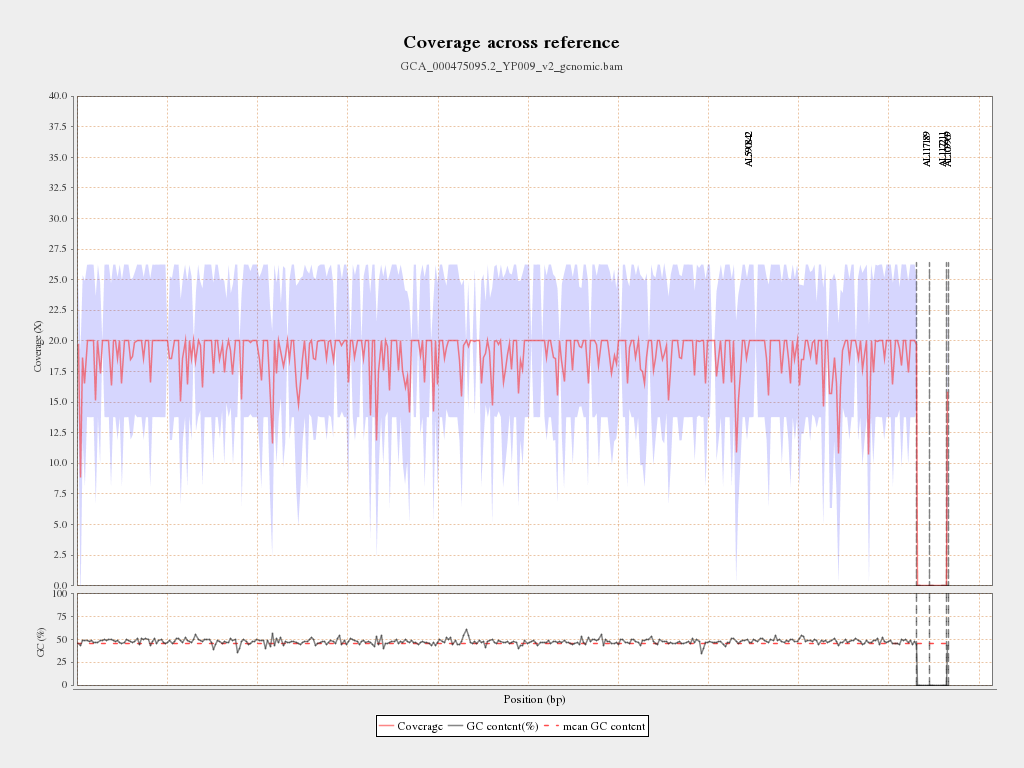 Coverage across reference
GCA_000475095.2_YP009_v2_genomic.bam
40.0
37.5
35.0
32.5
30.0
27.5
25.0
22.5
20.0
17.5
15.0
12.5
10.0
7.5
5.0
2.5
0.0
Coverage (X)
AL590842
AL117189
AL117211
AL109969
100
75
50
25
0
GC (%)
Position (bp)
Coverage GC content(%) mean GC content